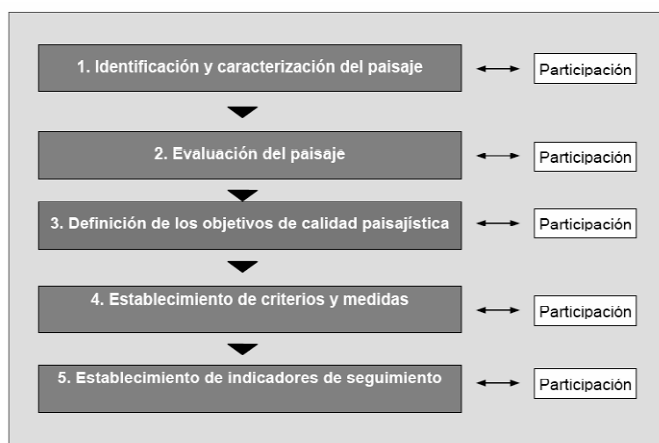 1. Identificación y caracterización del paisaje
Participación
2. Evaluación del paisaje
Participación
3. Definición de los objetivos de calidad paisajística
Participación
4. Establecimiento de criterios y medidas
Participación
5. Establecimiento de indicadores de seguimiento
Participación